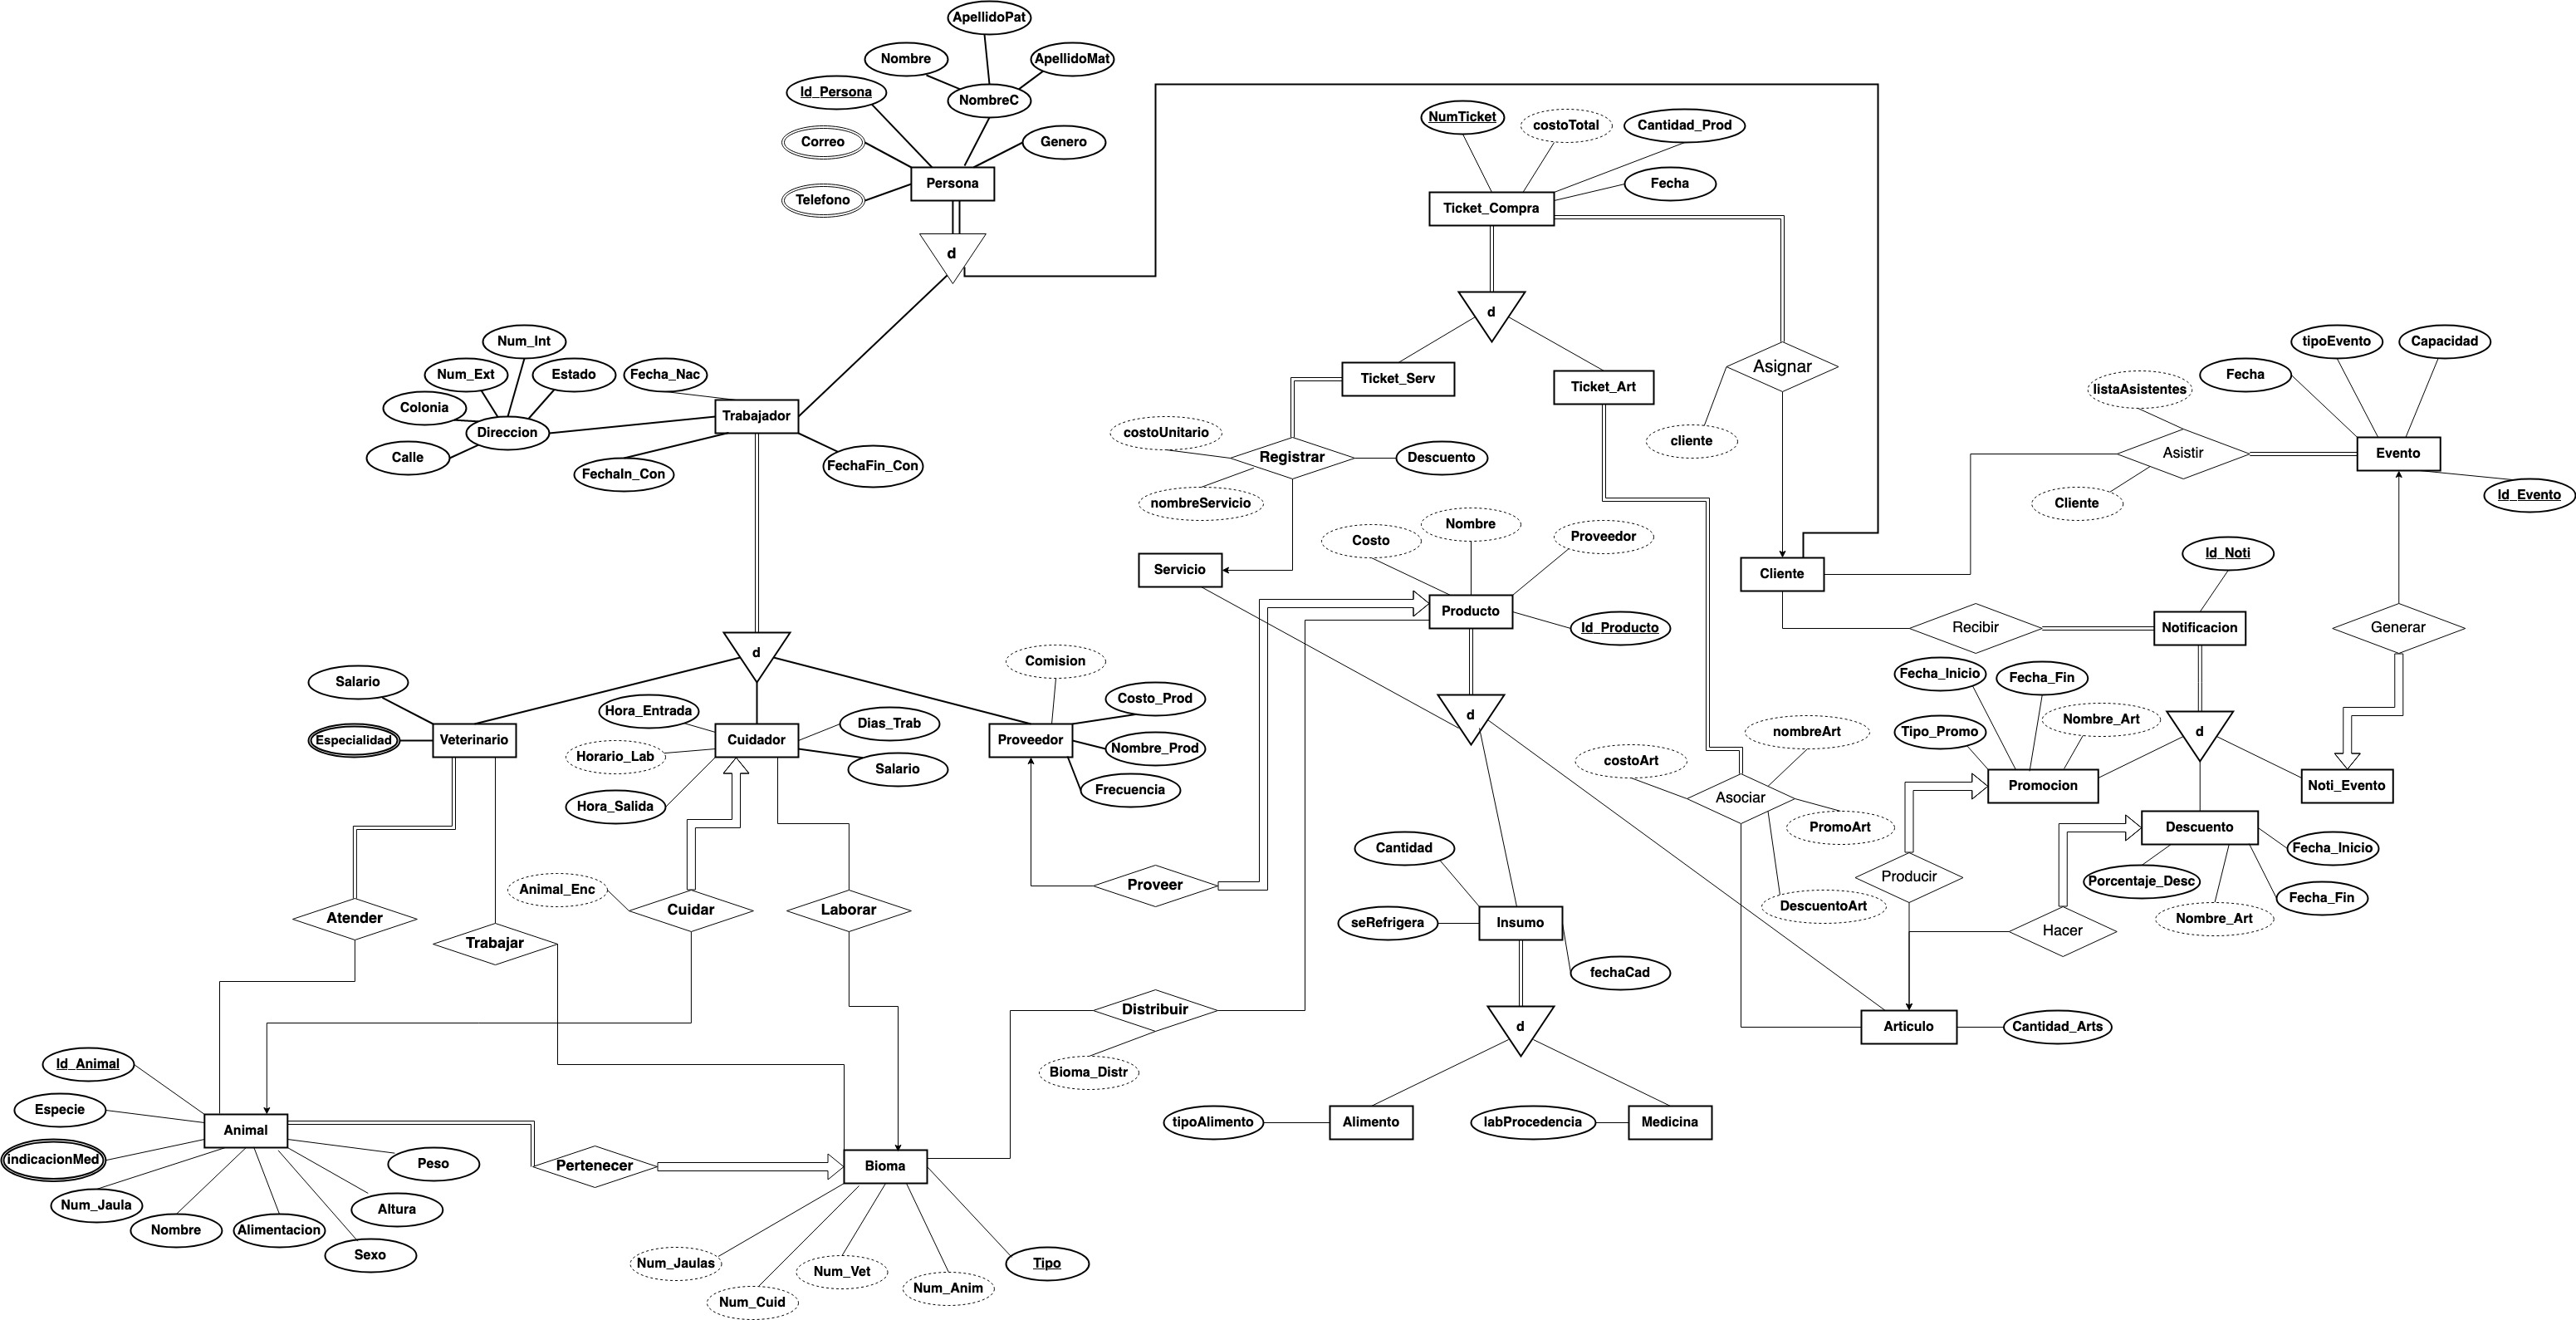 ApellidoPat
Nombre
ApellidoMat
Id_Persona
NombreC
Correo
Genero
Persona
Telefono
d
NumTicket
costoTotal
Cantidad_Prod
Fecha
Ticket_Compra
d
Ticket_Serv
Ticket_Art
Asignar
cliente
Num_Int
Num_Ext
Estado
Fecha_Nac
Colonia
Trabajador
Direccion
Calle
FechaIn_Con
FechaFin_Con
costoUnitario
Registrar
Descuento
nombreServicio
tipoEvento
Capacidad
Fecha
listaAsistentes
Asistir
Evento
Cliente
Id_Evento
Nombre
Costo
Proveedor
Servicio
Producto
Id_Producto
Cliente
Id_Noti
Recibir
Notificacion
Generar
d
Salario
Especialidad
Veterinario
Hora_Entrada
Horario_Lab
Hora_Salida
Cuidador
Dias_Trab
Salario
Comision
Costo_Prod
Proveedor
Nombre_Prod
Frecuencia
d
nombreArt
costoArt
Asociar
PromoArt
DescuentoArt
Fecha_Inicio
Fecha_Fin
Tipo_Promo
Nombre_Art
d
Promocion
Noti_Evento
Descuento
Fecha_Inicio
Porcentaje_Desc
Fecha_Fin
Nombre_Art
Producir
Hacer
Atender
Trabajar
Animal_Enc
Cuidar
Laborar
Proveer
Cantidad
seRefrigera
Insumo
fechaCad
Distribuir
Bioma_Distr
d
Articulo
Cantidad_Arts
tipoAlimento
Alimento
labProcedencia
Medicina
Id_Animal
Especie
Animal
indicacionMed
Peso
Num_Jaula
Altura
Nombre
Alimentacion
Sexo
Pertenecer
Bioma
Num_Jaulas
Num_Cuid
Num_Vet
Num_Anim
Tipo